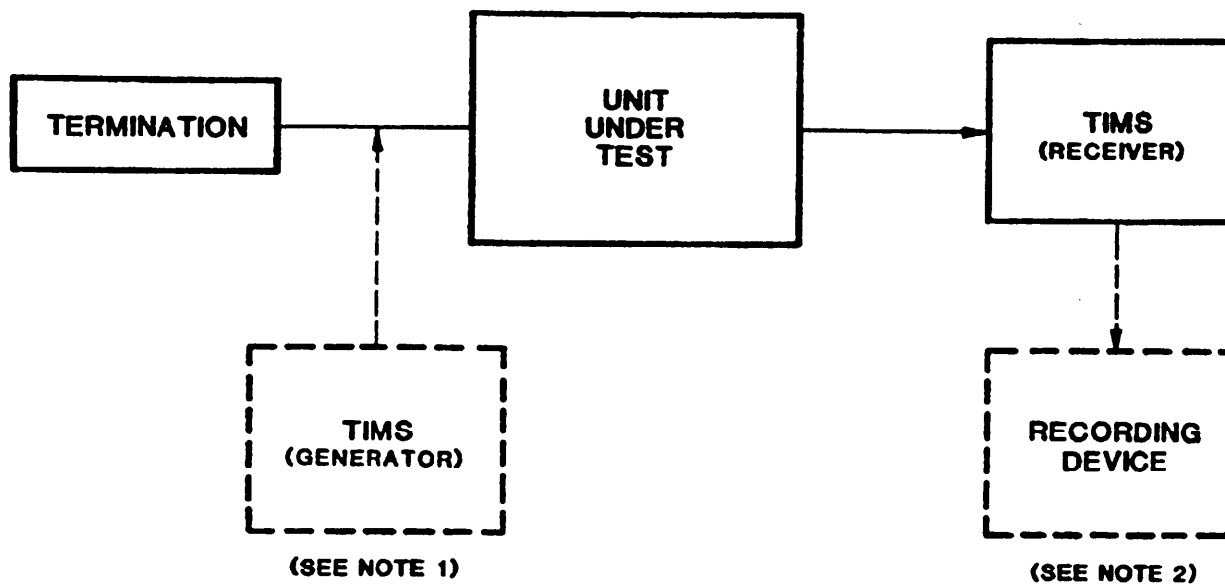 TERMINATION
UNIT
UNDER
TEST
TIMS
(RECEIVER)
TIMS
(GENERATOR)
(SEE NOTE 1)
RECORDING
DEVICE
(SEE NOTE 2)